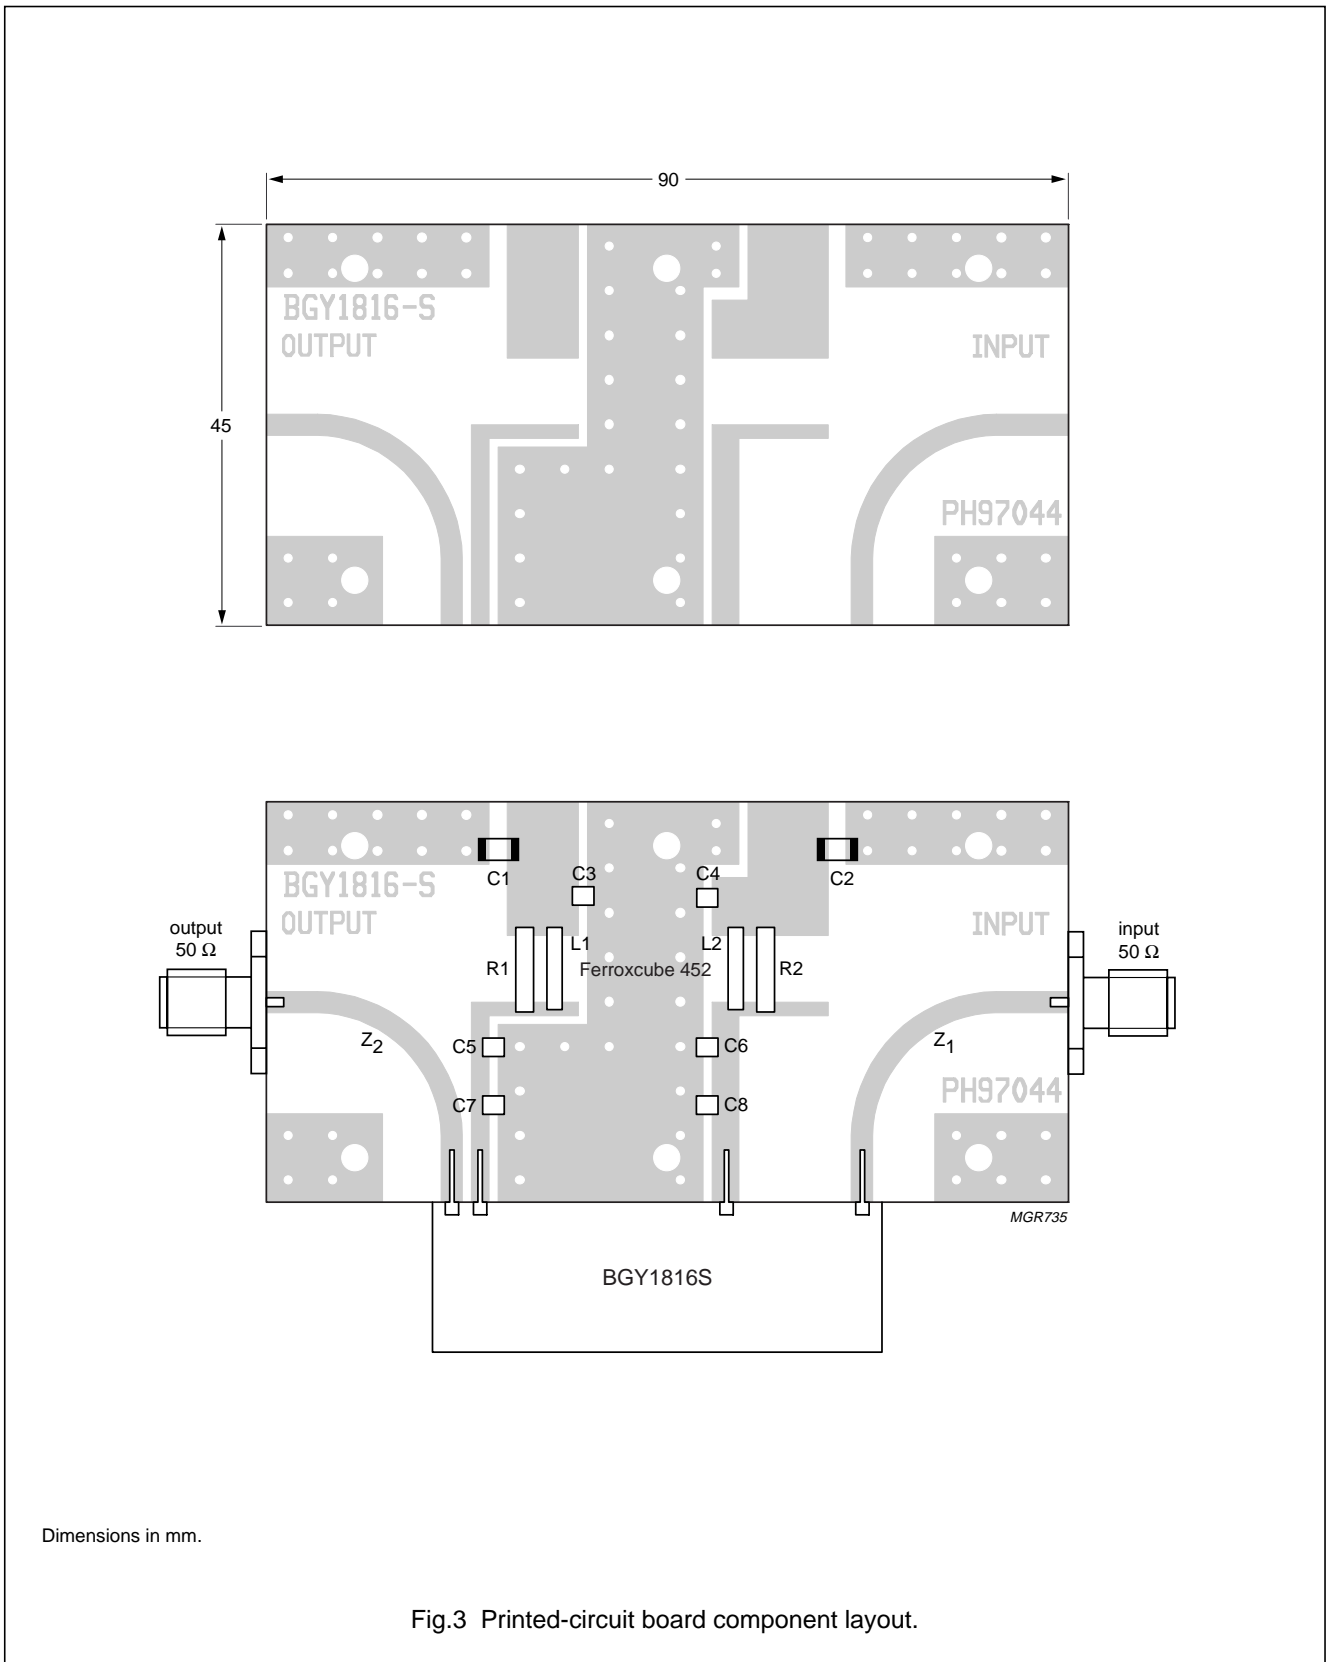 90
BGY1816-S
OUTPUT
INPUT
45
PH97044
C1
C2
C3
C4
BGY1816-S
OUTPUT
INPUT
output
50 Ω
input
50 Ω
L1
L2
R1
Ferroxcube 452
R2
Z2
C5
C6
Z1
PH97044
C7
C8
MGR735
BGY1816S
Dimensions in mm.
Fig.3 Printed-circuit board component layout.